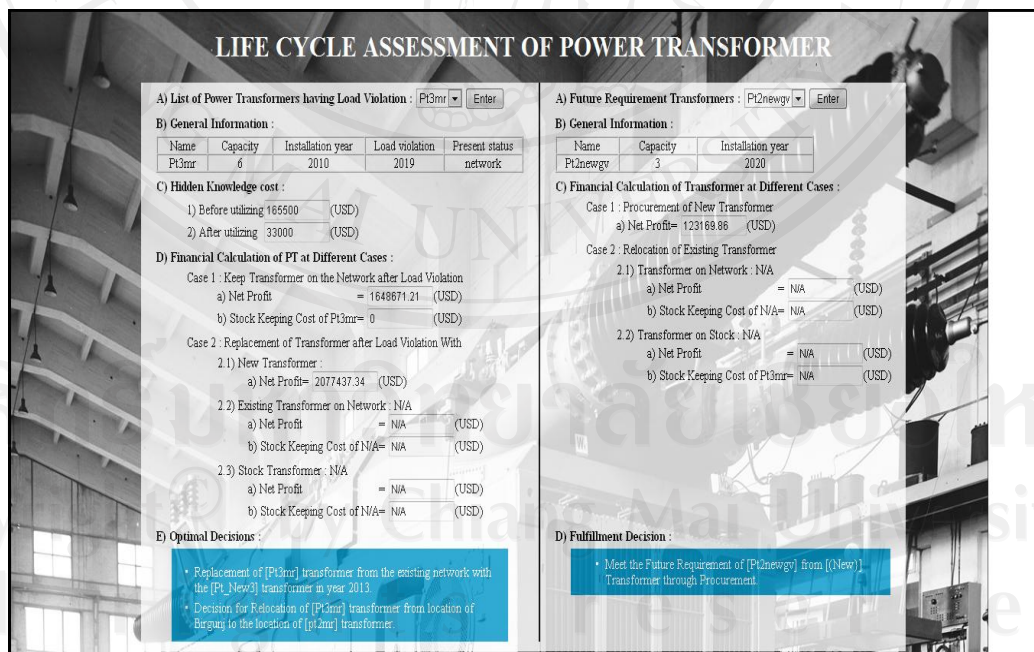 LIFE CYCLE ASSESSMENT OF POWER TRANSFORMER
A) List of Power Transformers having Load Violation : Pt3mr Enter
B) General Information :
Name Capacity Installation year Load violation Present status
Pt3mr 6 2010 2019 network
C) Hidden Knowledge cost :
1) Before utilizing 165500 (USD)
2) After utilizing 33000 (USD)
D) Financial Calculation of PT at Different Cases :
Case 1 : Keep Transformer on the Network after Load Violation
a) Net Profit = 1648671.21 (USD)
b) Stock Keeping Cost of Pt3mr= 0 (USD)
Case 2 : Replacement of Transformer after Load Violation With
2.1) New Transformer :
a) Net Profit= 2077437.34 (USD)
2.2) Existing Transformer on Network : N/A
a) Net Profit = N/A (USD)
b) Stock Keeping Cost of N/A= N/A (USD)
2.3) Stock Transformer : N/A
a) Net Profit = N/A (USD)
b) Stock Keeping Cost of N/A= N/A (USD)
E) Optimal Decisions :
• Replacement of [Pt3mr] transformer from the existing network with
the [Pt_New3] transformer in year 2013.
• Decision for Relocation of [Pt3mr] transformer from location of
Birgunj to the location of [pt2mr] transformer.
A) Future Requirement Transformers : Pt2newgv Enter
B) General Information :
Name Capacity Installation year
Pt2newgv 3 2020
C) Financial Calculation of Transformer at Different Cases :
Case 1 : Procurement of New Transformer
a) Net Profit= 123169.86 (USD)
Case 2 : Relocation of Existing Transformer
2.1) Transformer on Network : N/A
a) Net Profit = N/A (USD)
b) Stock Keeping Cost of N/A= N/A (USD)
2.2) Transformer on Stock : N/A
a) Net Profit = N/A (USD)
b) Stock Keeping Cost of Pt3mr= N/A (USD)
D) Fulfillment Decision :
• Meet the Future Requirement of [Pt2newgv] from [(New)]
Transformer through Procurement.